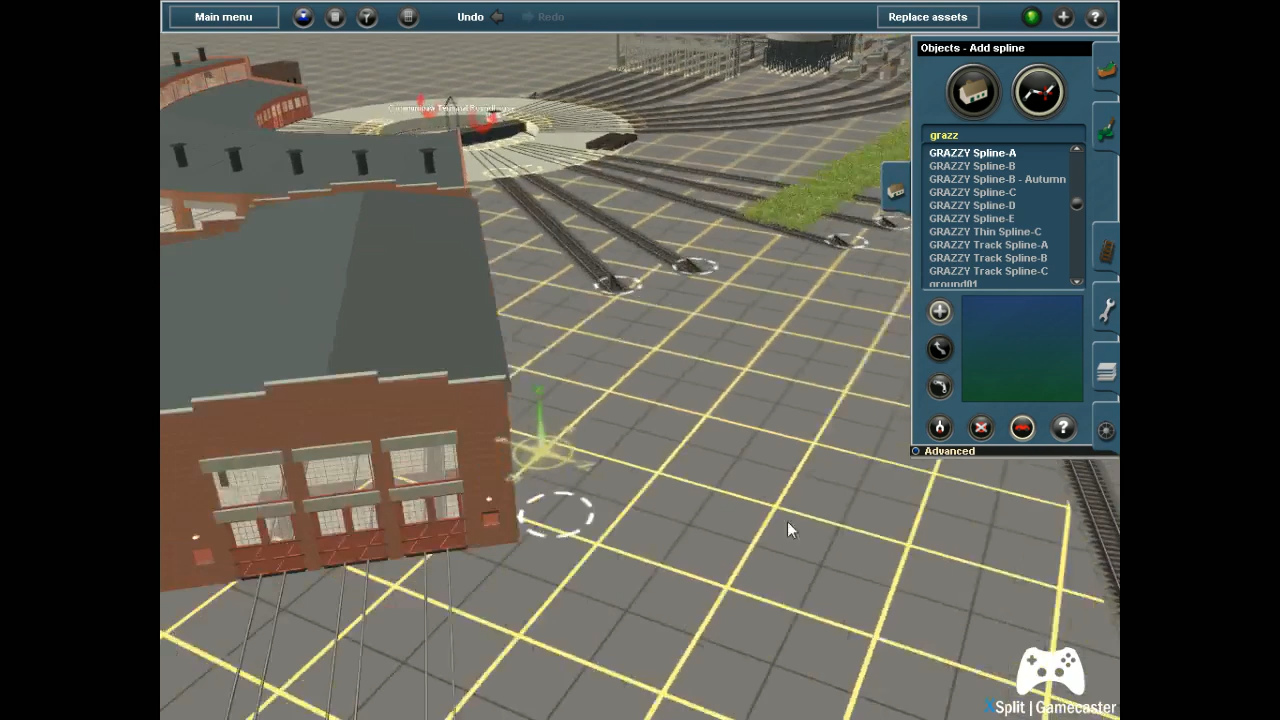 Main menu
Undo
Redo
Replace assets
?
Objects - Add spline
grazz
GRAZZY Spline-A
GRAZZY Spline-B
GRAZZY Spline-B - Autumn
GRAZZY Spline-C
GRAZZY Spline-D
GRAZZY Spline-E
GRAZZY Thin Spline-C
GRAZZY Track Spline-A
GRAZZY Track Spline-B
GRAZZY Track Spline-C
ground01
?
Advanced
XSplit | Gamecaster